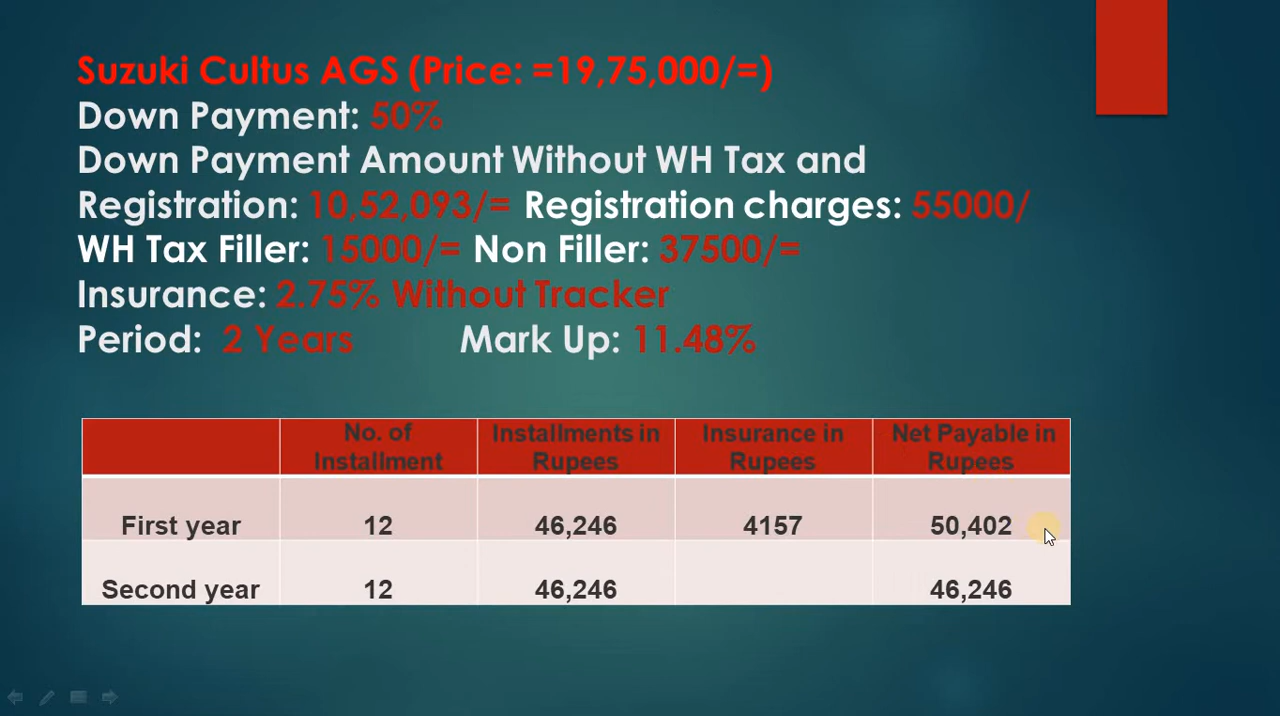 Suzuki Cultus AGS (Price: =19,75,000/=)
Down Payment: 50%
Down Payment Amount Without WH Tax and
Registration: 10,52,093/= Registration charges: 55000/
WH Tax Filler: 15000/= Non Filler: 37500/=
Insurance: 2.75% Without Tracker
Period: 2 Years Mark Up: 11.48%
No. of Installment Installments in Rupees Insurance in Rupees Net Payable in Rupees
First year 12 46,246 4157 50,402
Second year 12 46,246 46,246